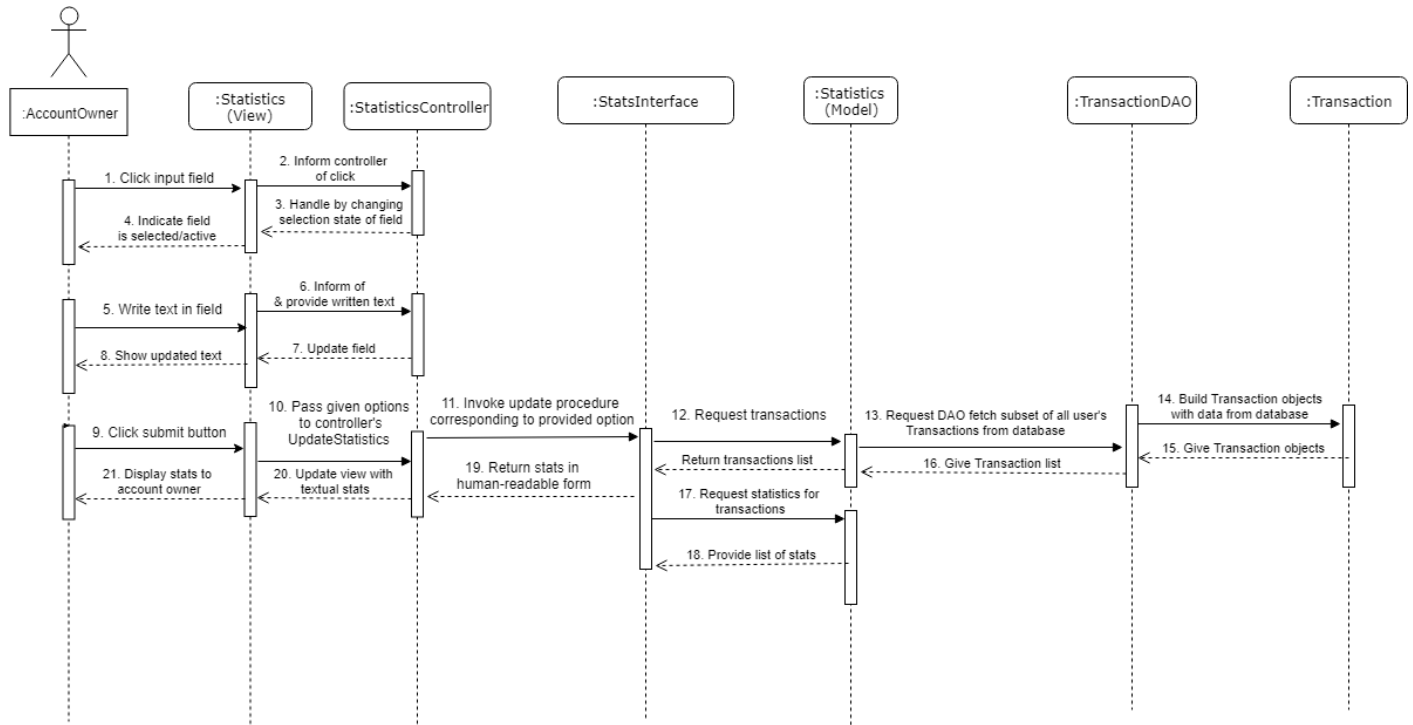 :AccountOwner
:Statistics
(View)
:StatisticsController
:StatsInterface
:Statistics
(Model)
:TransactionDAO
:Transaction
1. Click input field
2. Inform controller
of click
3. Handle by changing
selection state of field
4. Indicate field
is selected/active
5. Write text in field
6. Inform of
& provide written text
7. Update field
8. Show updated text
9. Click submit button
10. Pass given options
to controller's
UpdateStatistics
11. Invoke update procedure
corresponding to provided option
12. Request transactions
13. Request DAO fetch subset of all user's
Transactions from database
14. Build Transaction objects
with data from database
15. Give Transaction objects
16. Give Transaction list
Return transactions list
17. Request statistics for
transactions
18. Provide list of stats
19. Return stats in
human-readable form
20. Update view with
textual stats
21. Display stats to
account owner